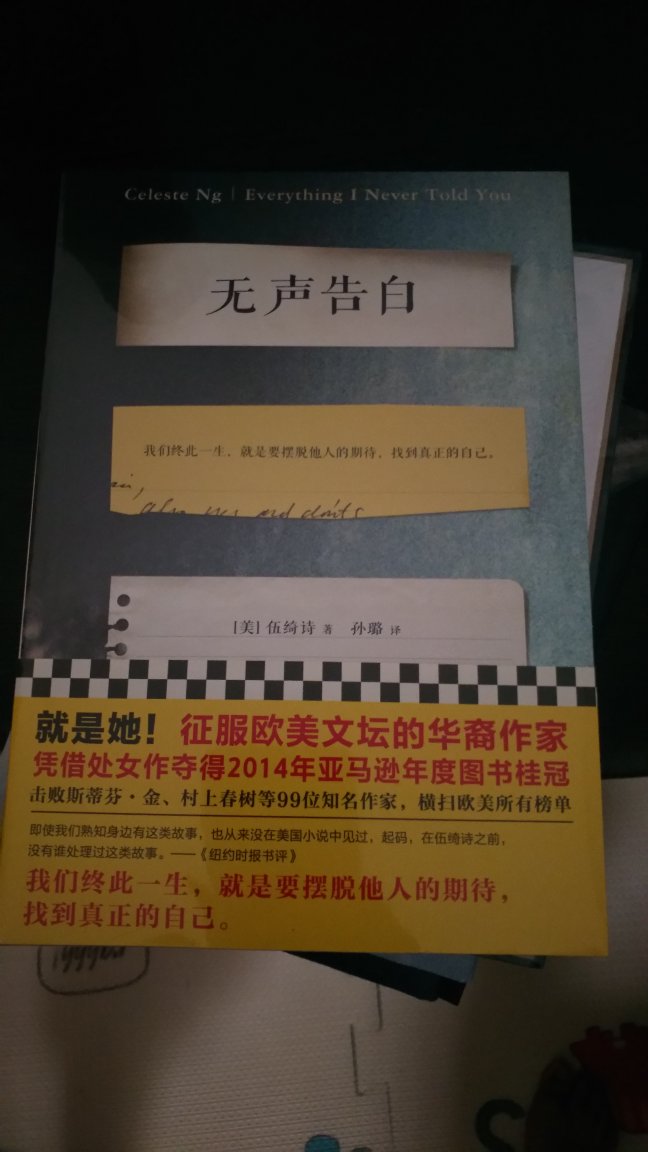 Celeste Ng | Everything I Never Told You
无声告白
我们终此一生，就是要摆脱他人的期待，找到真正的自己。
and don'ts
[美] 伍绮诗 著 孙璐 译
就是她！征服欧美文坛的华裔作家
凭借处女作夺得2014年亚马逊年度图书桂冠
击败斯蒂芬·金、村上春树等99位知名作家，横扫欧美所有榜单
即使我们熟知身边有这类故事，也从来没在美国小说中见过，起码，在伍绮诗之前，
没有谁处理过这类故事。——《纽约时报书评》
我们终此一生，就是要摆脱他人的期待，
找到真正的自己。